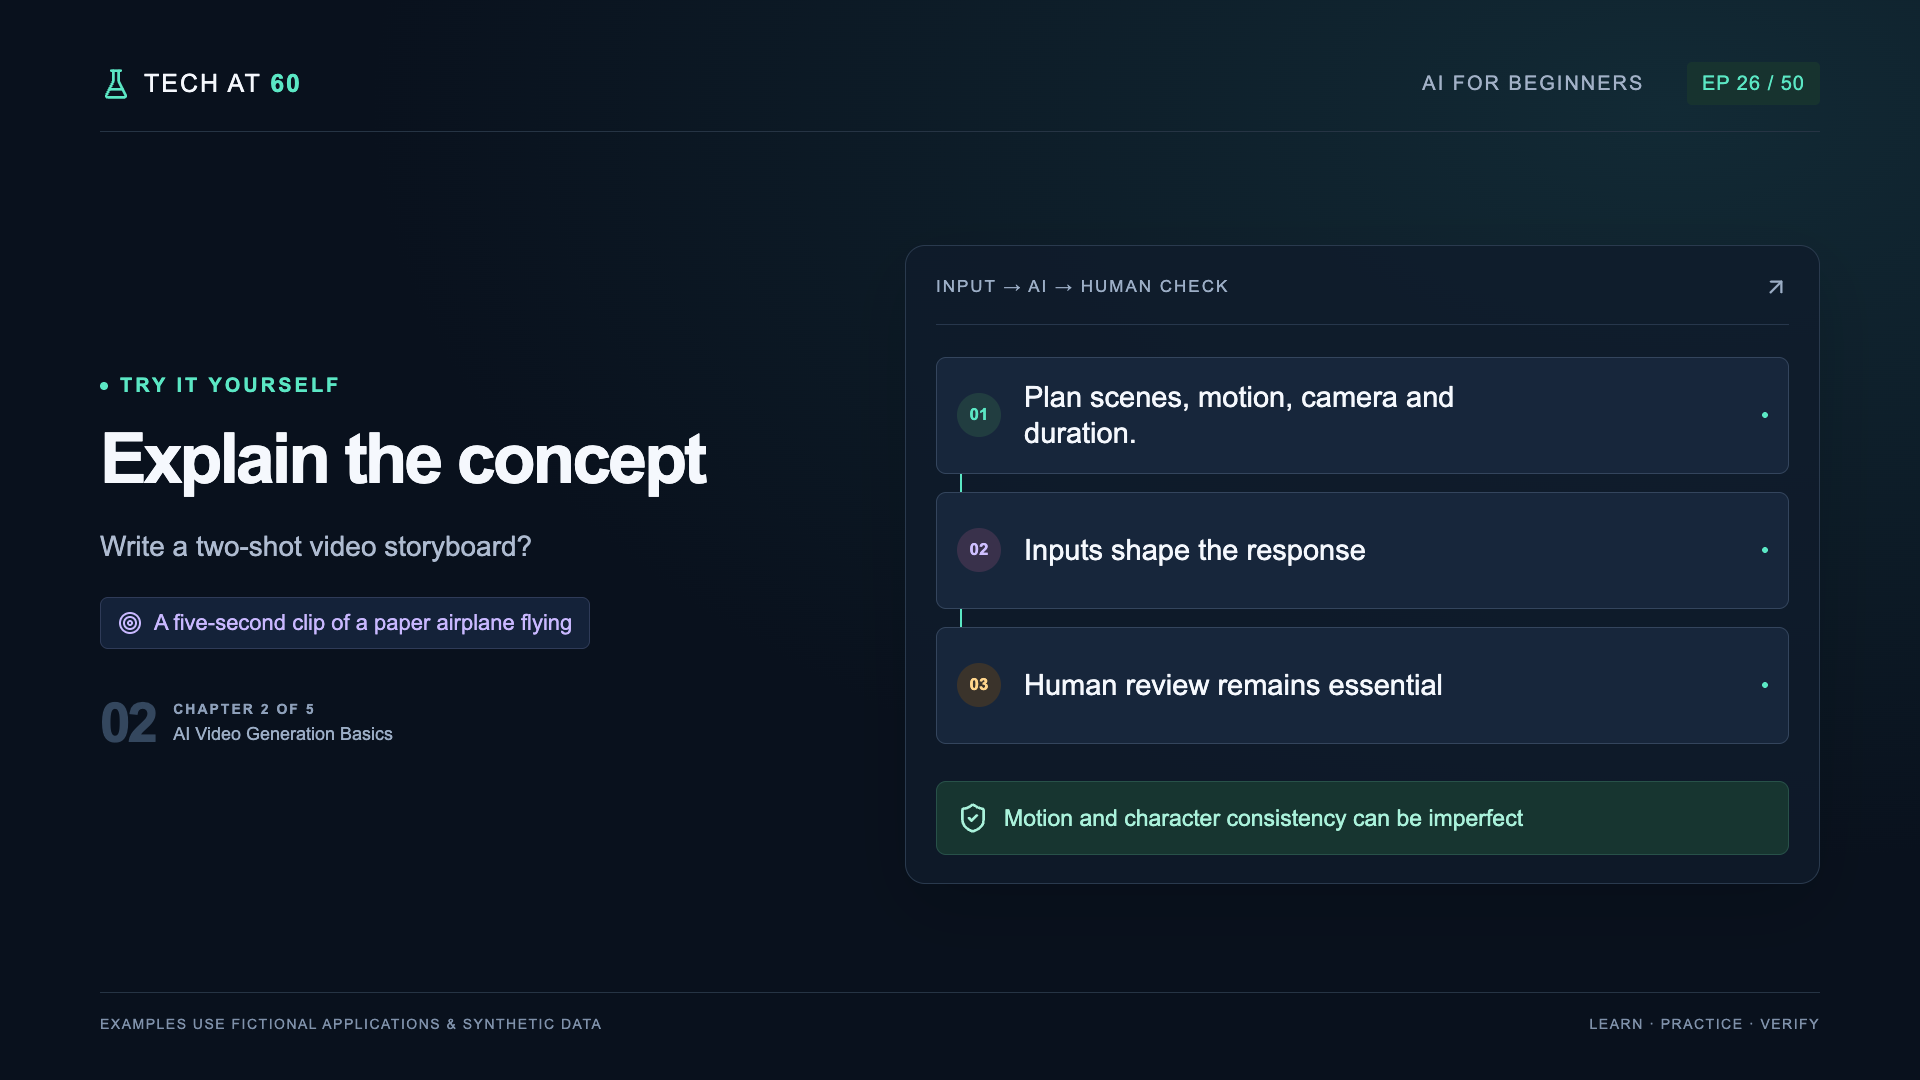 TECH AT 60
AI FOR BEGINNERS
EP 26 / 50
TRY IT YOURSELF
Explain the concept
Write a two-shot video storyboard?
A five-second clip of a paper airplane flying
02
CHAPTER 2 OF 5
AI Video Generation Basics
INPUT → AI → HUMAN CHECK
01
Plan scenes, motion, camera and
duration.
02
Inputs shape the response
03
Human review remains essential
Motion and character consistency can be imperfect
EXAMPLES USE FICTIONAL APPLICATIONS & SYNTHETIC DATA
LEARN · PRACTICE · VERIFY